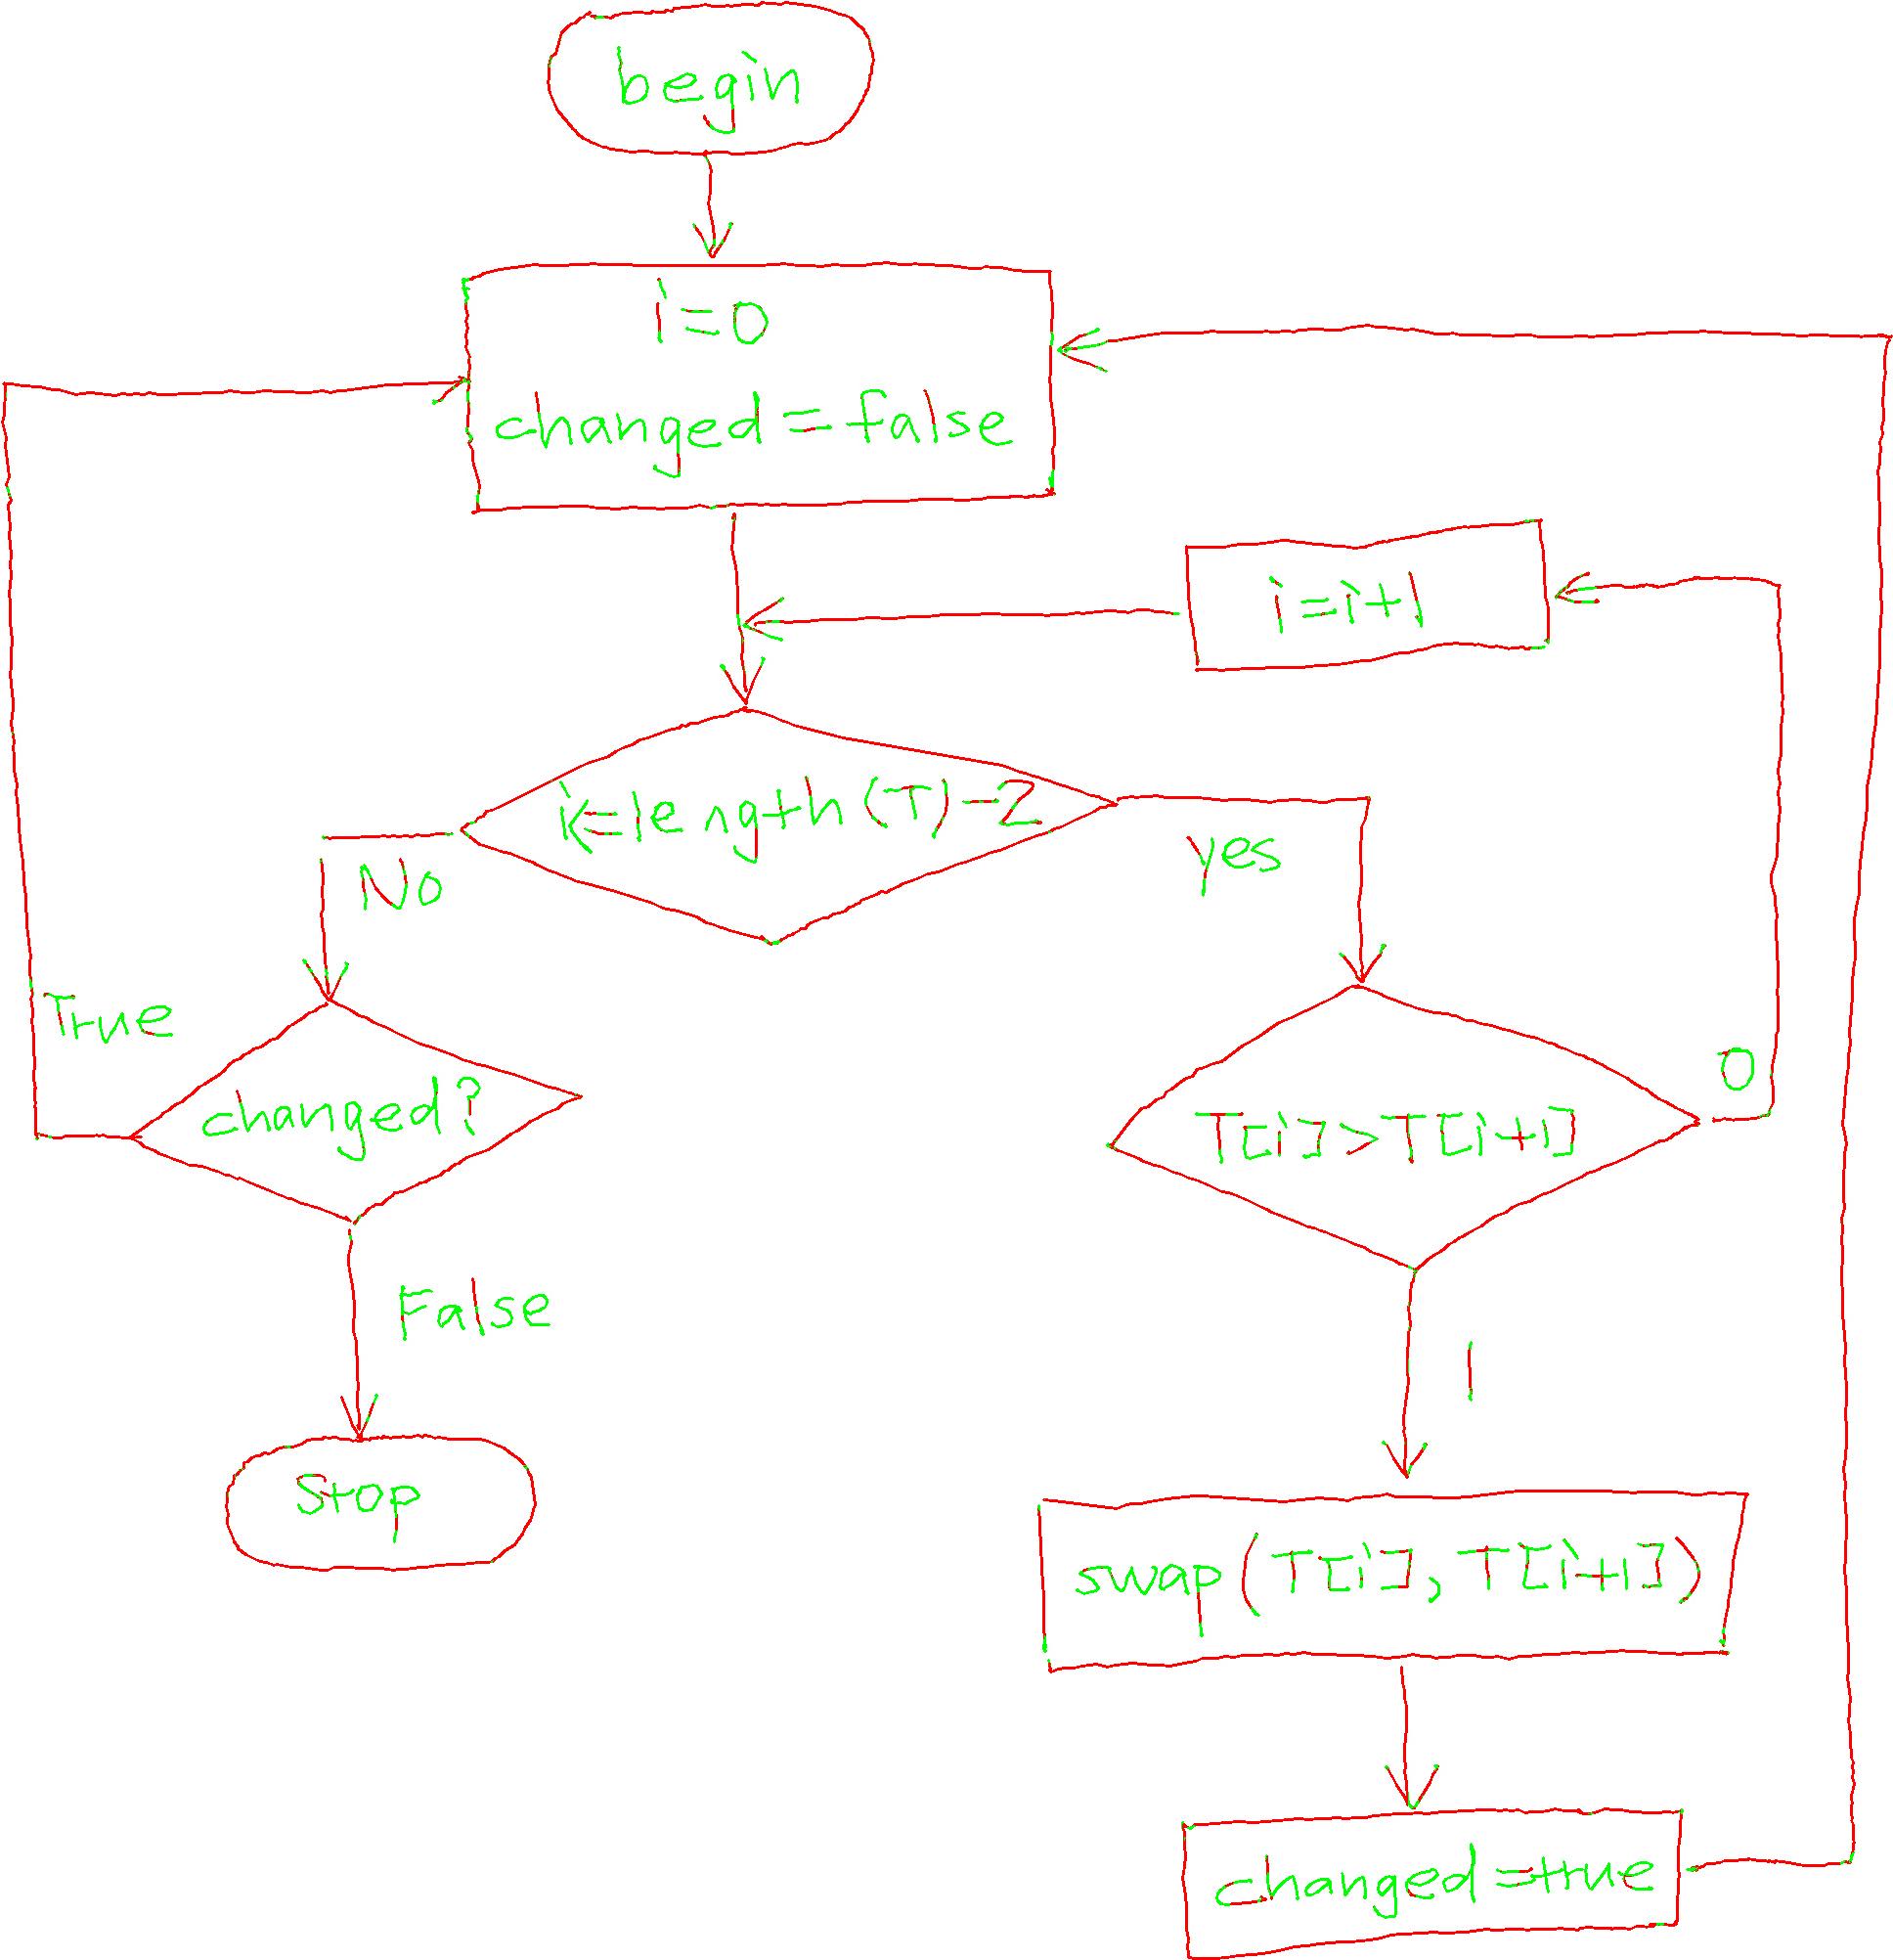 begin
i=0
changed=false
i=i+1
i<=length(T)-2
No
yes
True
changed?
T[i]>T[i+1]
0
False
1
Stop
swap(T[i], T[i+1])
changed=true